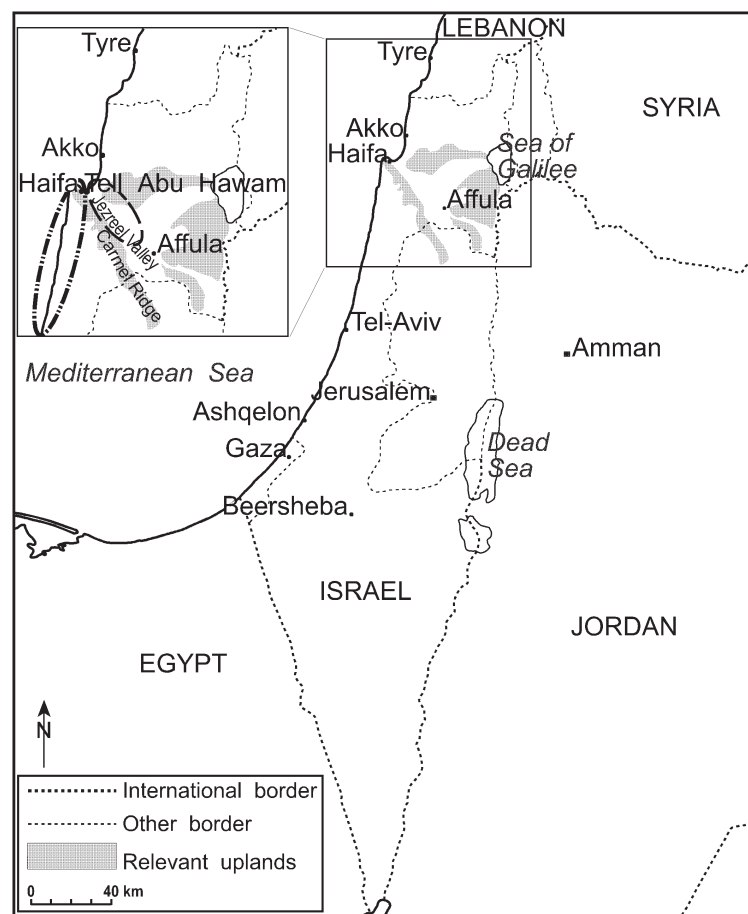 Tyre
Akko
Haifa Tell Abu Hawam
Jezreel Valley
Affula
Carmel Ridge
LEBANON
Tyre
SYRIA
Akko
Haifa
Sea of
Galilee
Affula
Tel-Aviv
Amman
Mediterranean Sea
Jerusalem
Ashqelon
Gaza
Dead
Sea
Beersheba
ISRAEL
JORDAN
EGYPT
N
International border
Other border
Relevant uplands
0 40 km